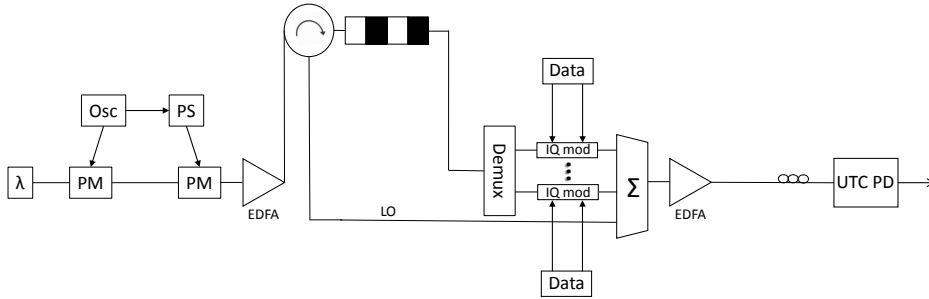 Data
Osc
PS
λ
PM
PM
EDFA
Demux
IQ mod
IQ mod
Σ
LO
EDFA
UTC PD
Data